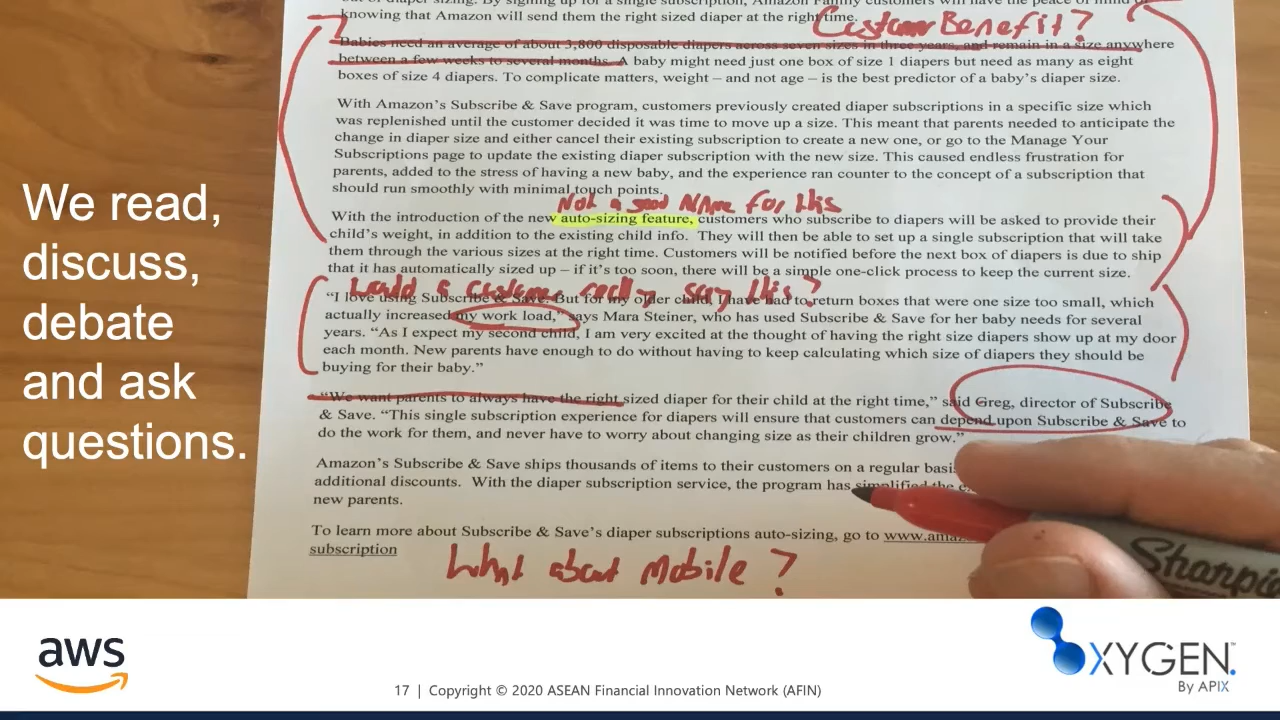 knowing that Amazon will send them the right sized diaper at the right time.
Customer Benefit?
Babies need an average of about 3,800 disposable diapers across seven sizes in three years, and remain in a size anywhere
between a few weeks to several months. A baby might need just one box of size 1 diapers but need as many as eight
boxes of size 4 diapers. To complicate matters, weight – and not age – is the best predictor of a baby's diaper size.
With Amazon's Subscribe & Save program, customers previously created diaper subscriptions in a specific size which
was replenished until the customer decided it was time to move up a size. This meant that parents needed to anticipate the
change in diaper size and either cancel their existing subscription to create a new one, or go to the Manage Your
Subscriptions page to update the existing diaper subscription with the new size. This caused endless frustration for
parents, added to the stress of having a new baby, and the experience ran counter to the concept of a subscription that
should run smoothly with minimal touch points.
Not a good Name for this
With the introduction of the new auto-sizing feature, customers who subscribe to diapers will be asked to provide their
child's weight, in addition to the existing child info. They will then be able to set up a single subscription that will take
them through the various sizes at the right time. Customers will be notified before the next box of diapers is due to ship
that it has automatically sized up – if it's too soon, there will be a simple one-click process to keep the current size.
Would a customer really say this?
“I love using Subscribe & Save. But for my older child, I have had to return boxes that were one size too small, which
actually increased my work load,” says Mara Steiner, who has used Subscribe & Save for her baby needs for several
years. “As I expect my second child, I am very excited at the thought of having the right size diapers show up at my door
each month. New parents have enough to do without having to keep calculating which size of diapers they should be
buying for their baby.”
“We want parents to always have the right sized diaper for their child at the right time,” said Greg, director of Subscribe
& Save. “This single subscription experience for diapers will ensure that customers can depend upon Subscribe & Save to
do the work for them, and never have to worry about changing size as their children grow.”
Amazon's Subscribe & Save ships thousands of items to their customers on a regular
additional discounts. With the diaper subscription service, the program has simplified the
new parents.
To learn more about Subscribe & Save's diaper subscriptions auto-sizing, go to
subscription
What about Mobile?
Sharpie
We read,
discuss,
debate
and ask
questions.
aws
OXYGEN™
By APIX
17 | Copyright © 2020 ASEAN Financial Innovation Network (AFIN)